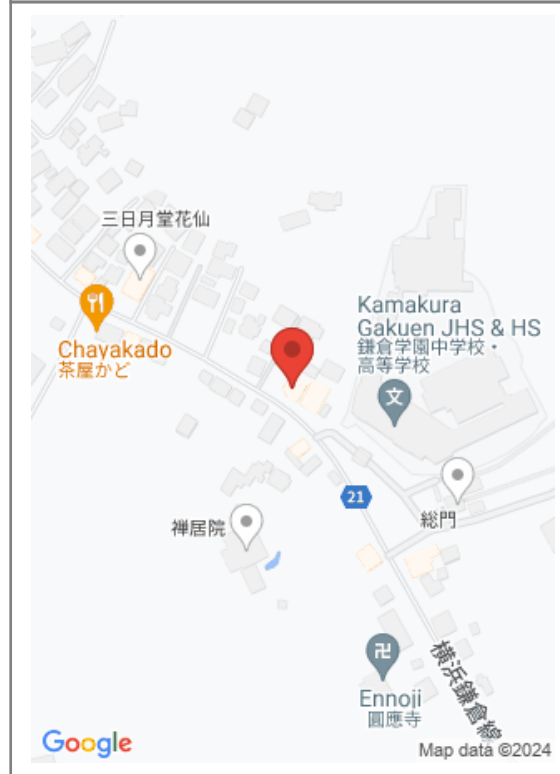 三日月堂花仙
Chayakado
茶屋かど
Kamakura
Gakuen JHS & HS
鎌倉学園中学校・
高等学校
文
21
総門
禅居院
卍
Ennoji
圓應寺
横浜鎌倉線
Google
Map data ©2024